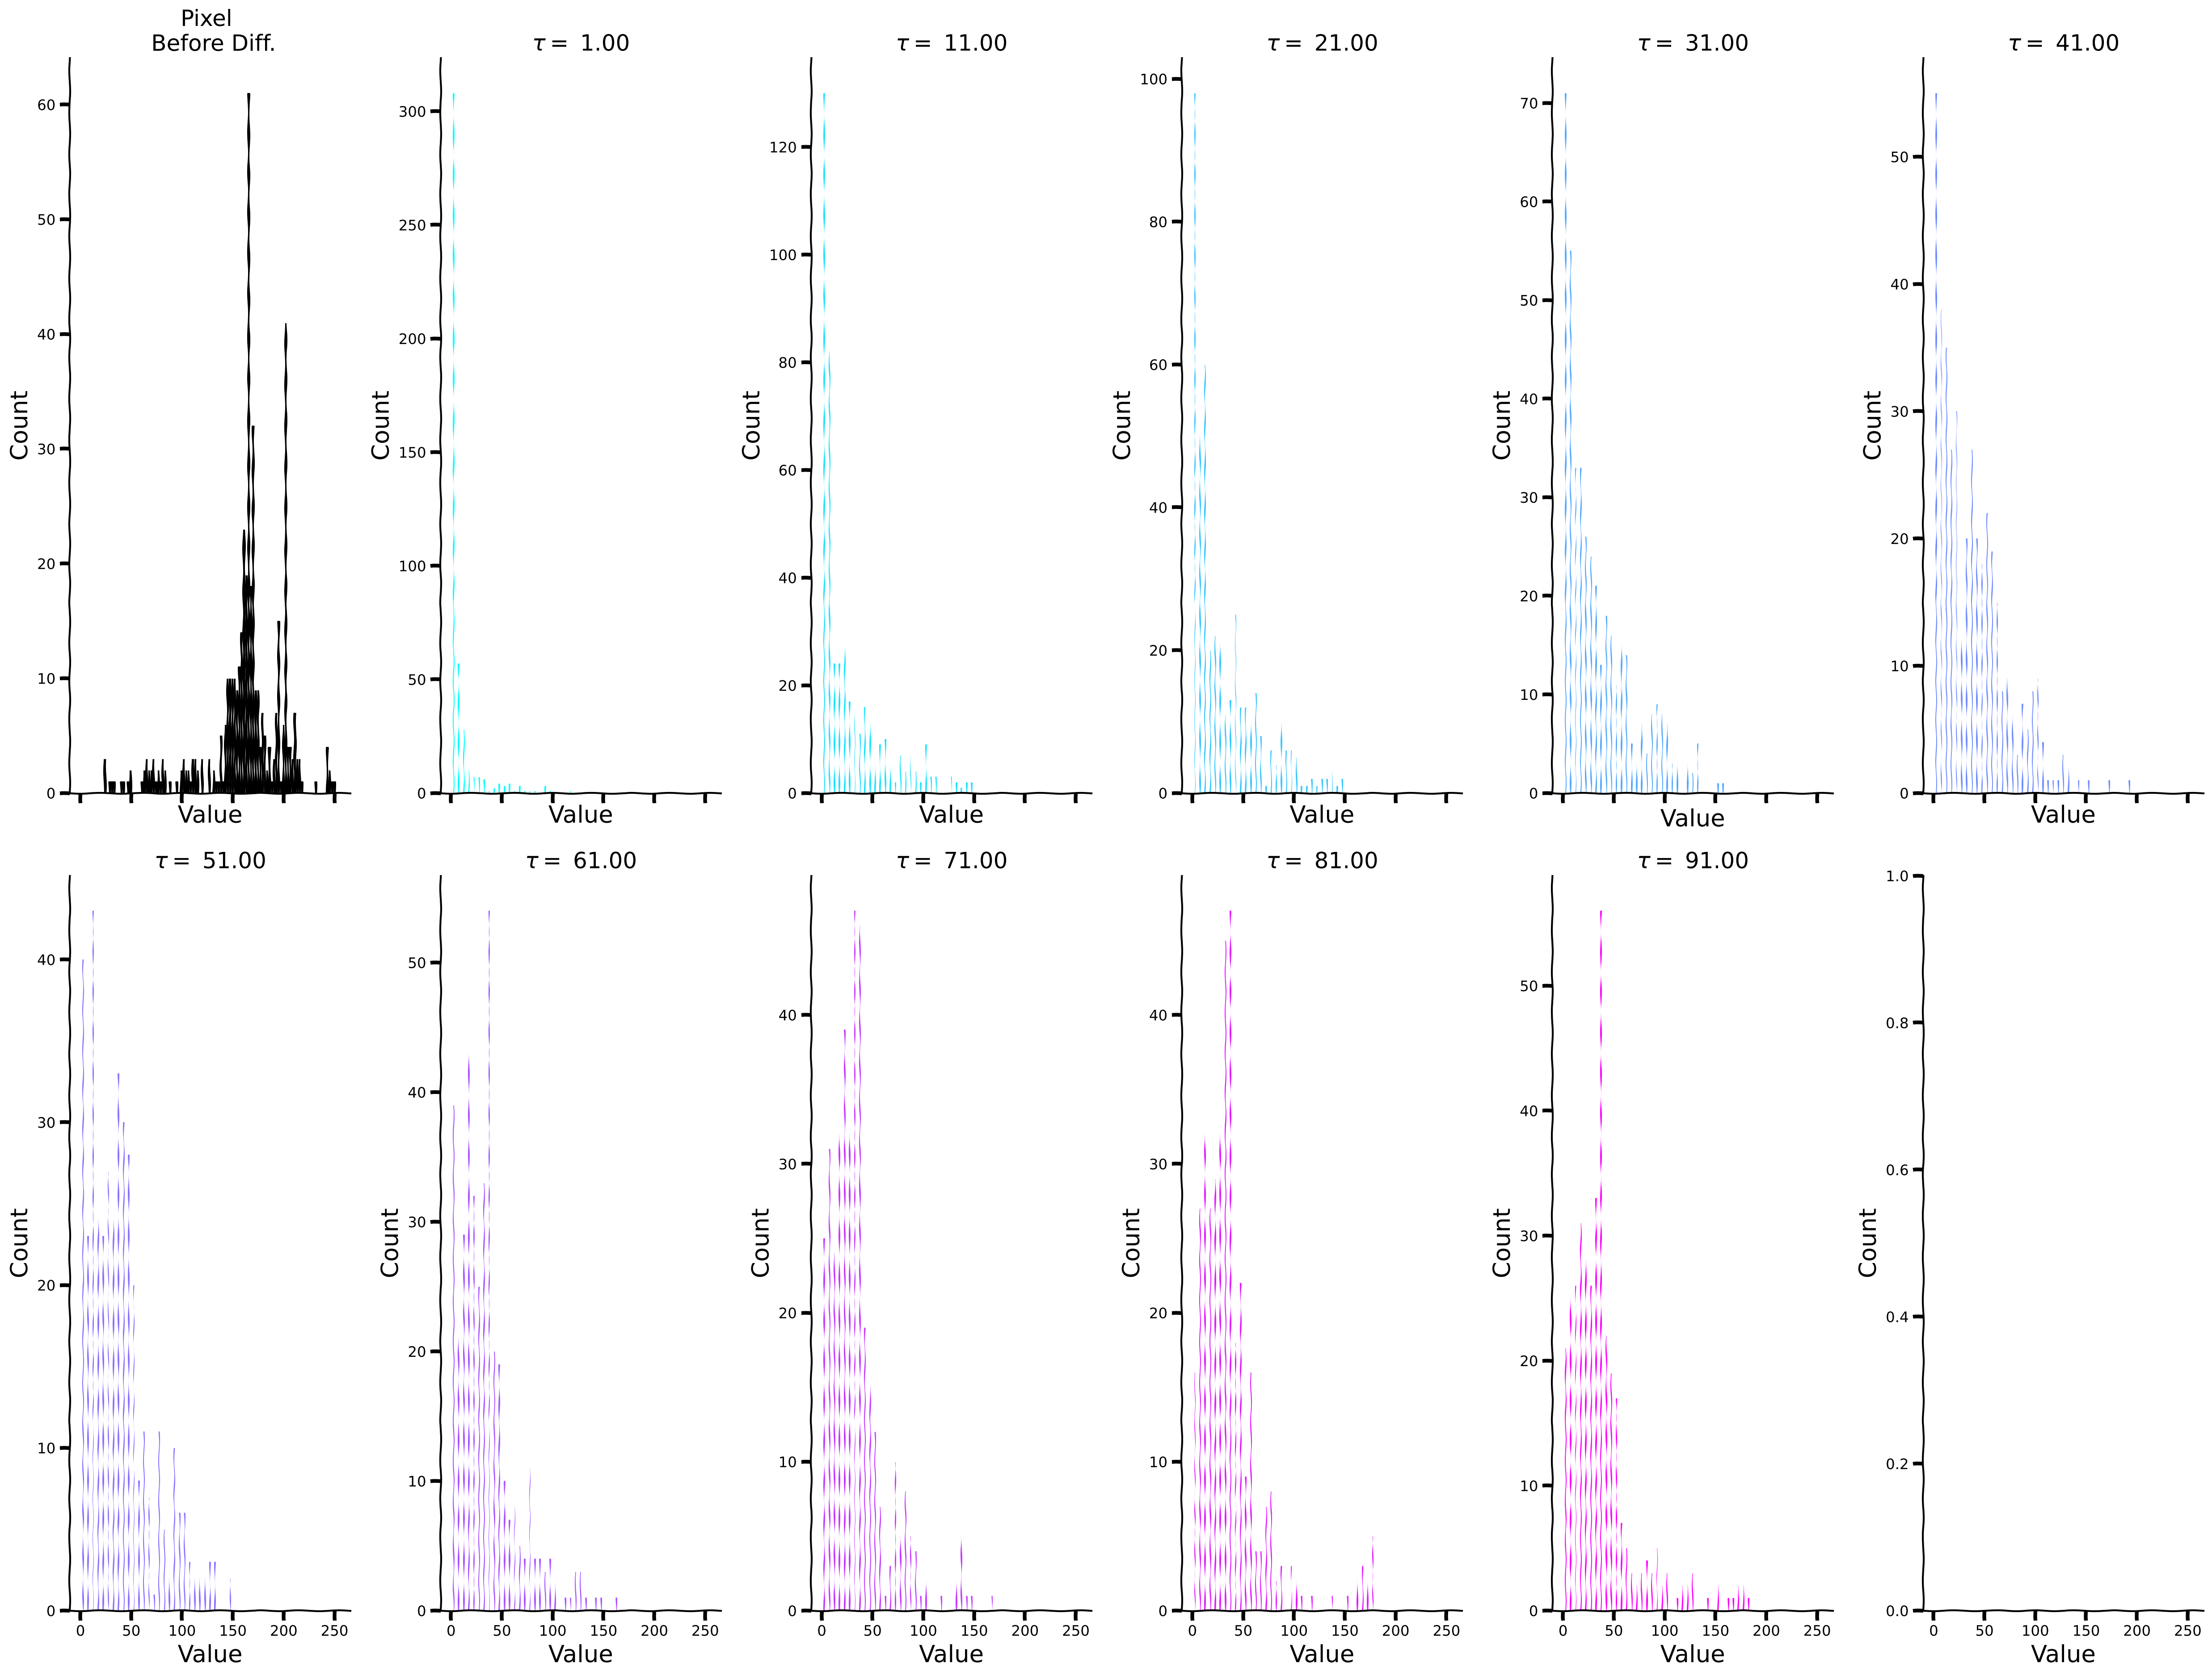 Pixel
Before Diff.
τ = 1.00
τ = 11.00
τ = 21.00
τ = 31.00
τ = 41.00
60
50
40
30
20
10
0
Count
Value
300
250
200
150
100
50
0
Count
Value
120
100
80
60
40
20
0
Count
Value
100
80
60
40
20
0
Count
Value
70
60
50
40
30
20
10
0
Count
Value
50
40
30
20
10
0
Count
Value
τ = 51.00
τ = 61.00
τ = 71.00
τ = 81.00
τ = 91.00
40
30
20
10
0
Count
0 50 100 150 200 250
Value
50
40
30
20
10
0
Count
0 50 100 150 200 250
Value
40
30
20
10
0
Count
0 50 100 150 200 250
Value
40
30
20
10
0
Count
0 50 100 150 200 250
Value
50
40
30
20
10
0
Count
0 50 100 150 200 250
Value
1.0
0.8
0.6
0.4
0.2
0.0
Count
0 50 100 150 200 250
Value